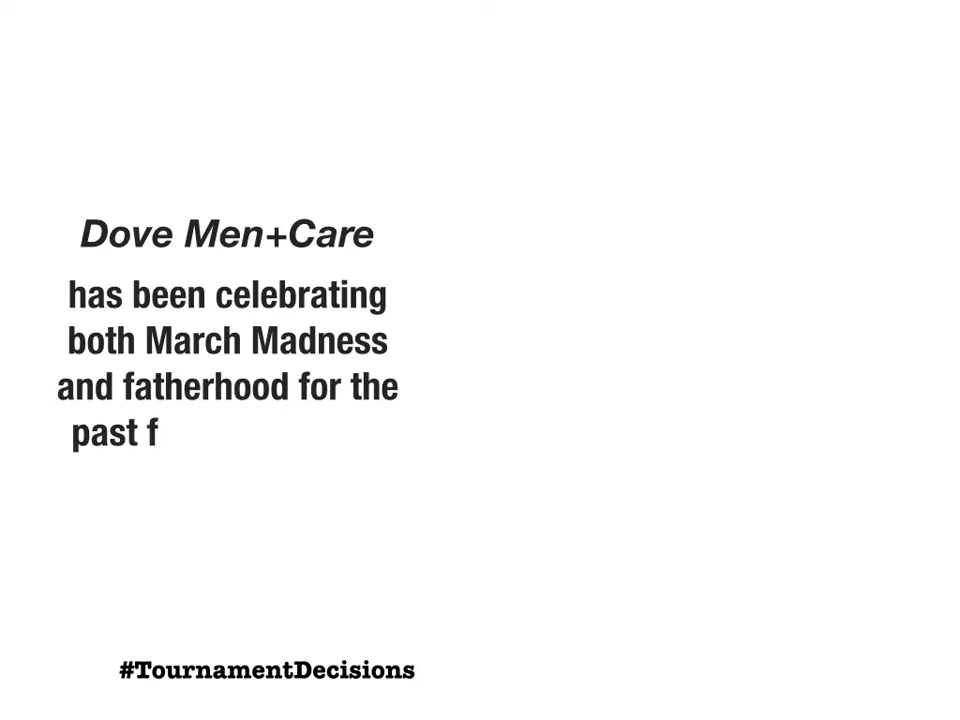 Dove Men+Care
has been celebrating
both March Madness
and fatherhood for the
past f
#TournamentDecisions